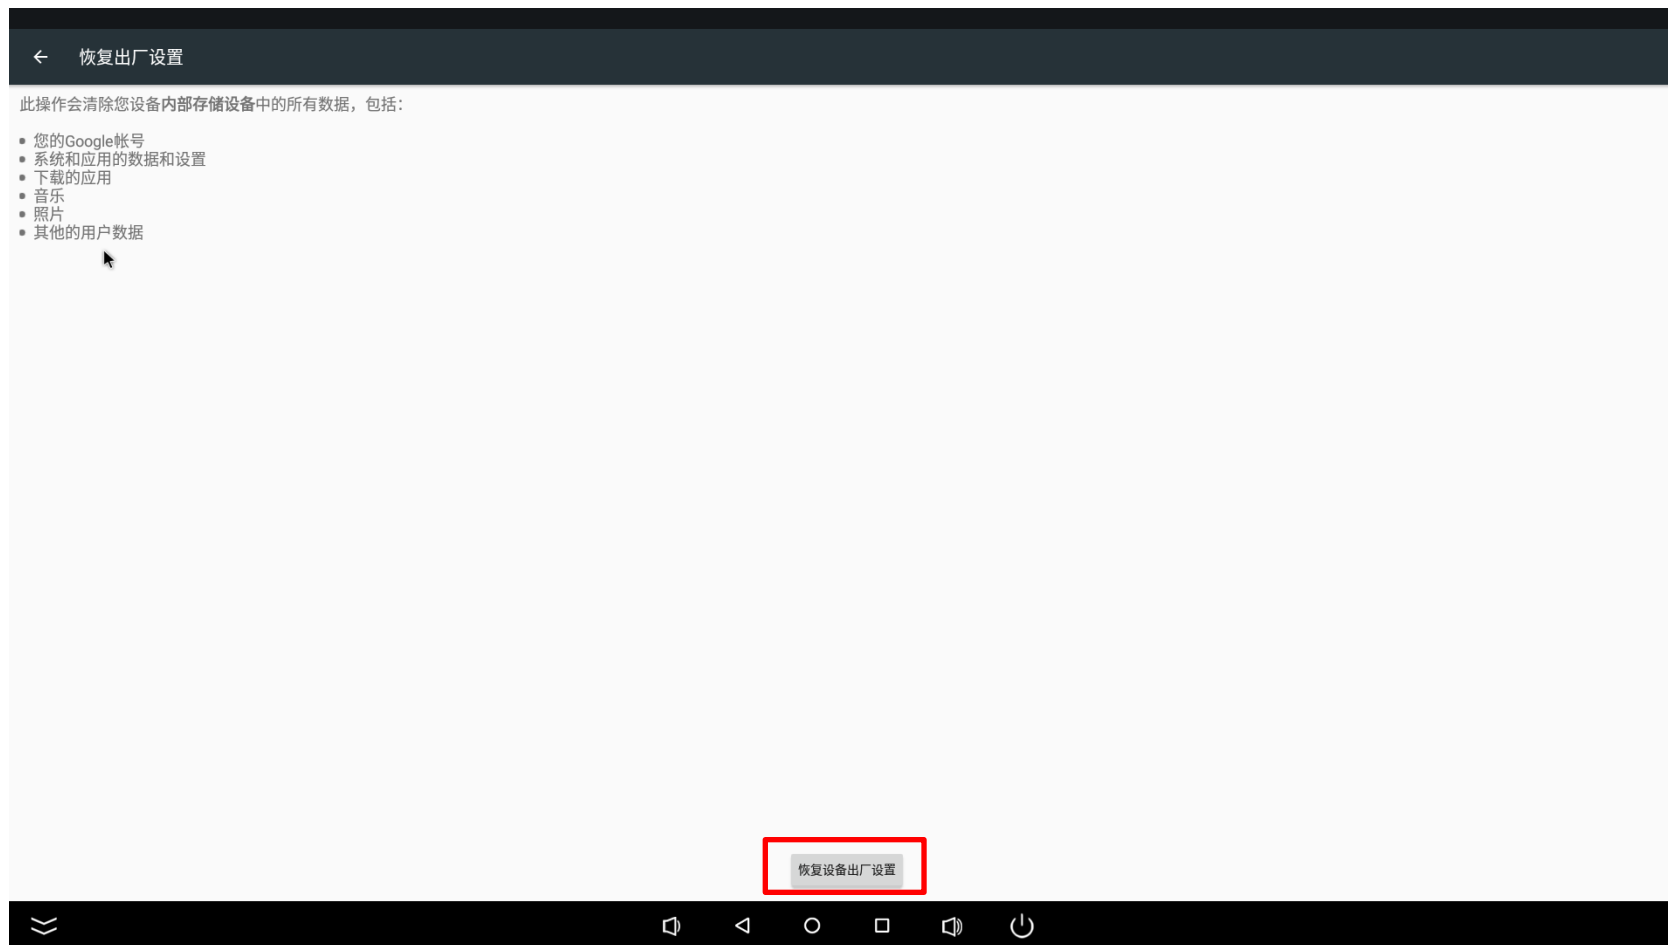 恢复出厂设置
此操作会清除您设备内部存储设备中的所有数据，包括：
• 您的Google帐号
• 系统和应用的数据和设置
• 下载的应用
• 音乐
• 照片
• 其他的用户数据
恢复设备出厂设置